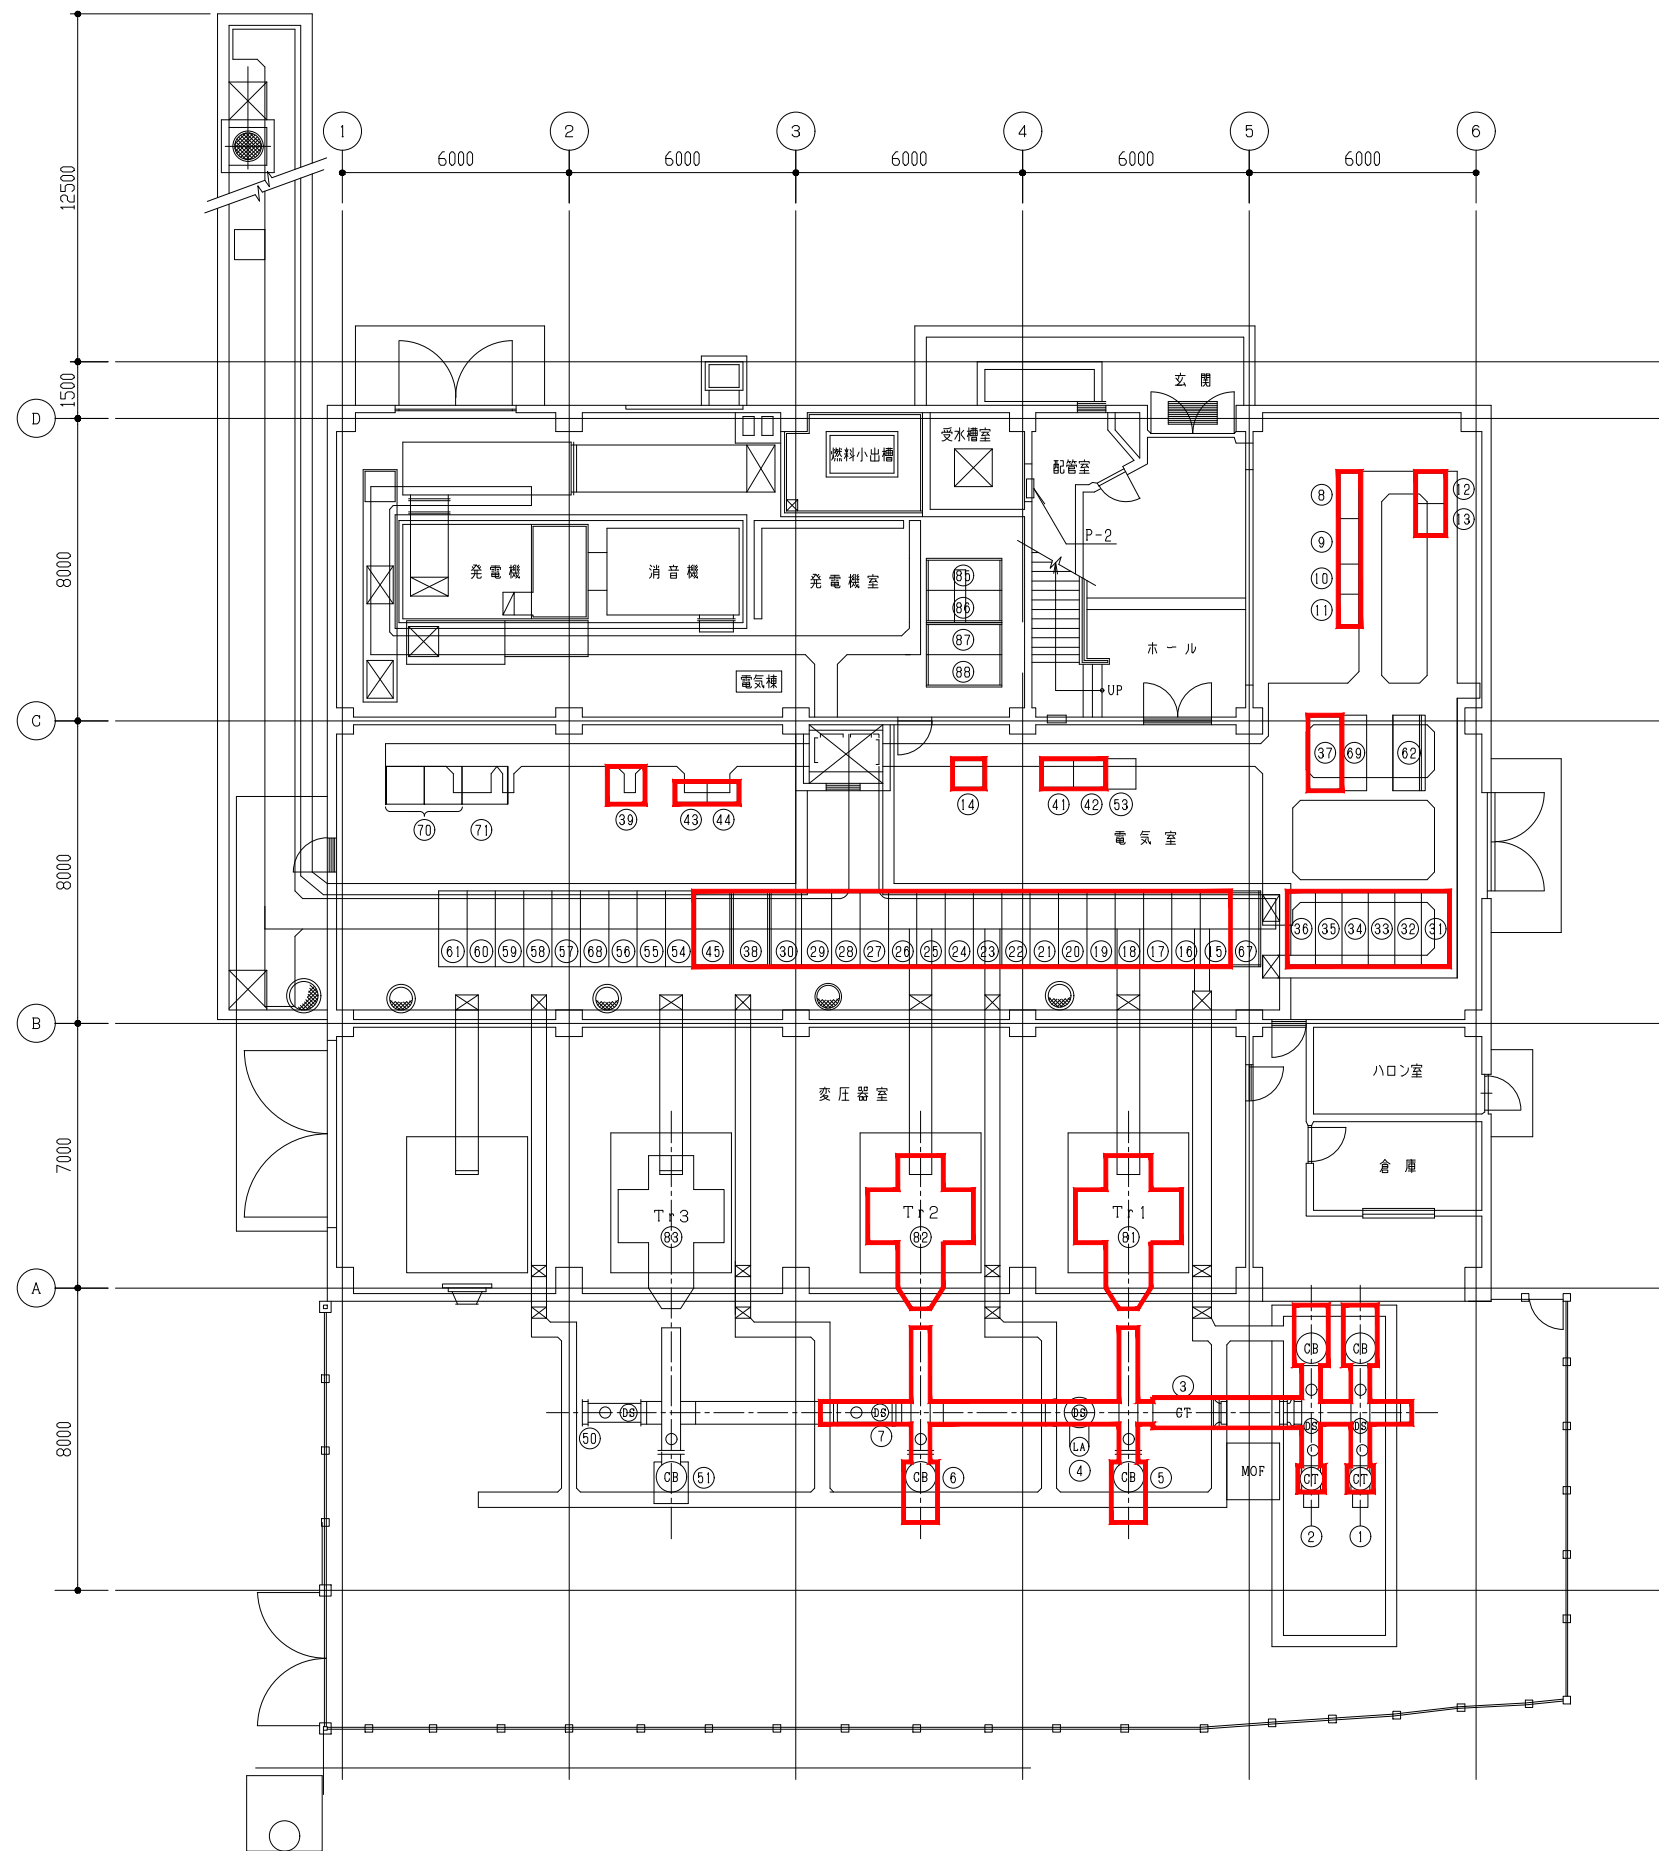 1 2 3 4 5 6
6000 6000 6000 6000 6000
12500
1500
玄 関
D
受水槽室
燃料小出槽
配管室
8 12
13
P-2
9
発 電 機 消 音 機 発 電 機 室 85
10
86
11
8000
87
ホ ー ル
88
電気棟
UP
C
37 69 62
14 41 42 53
39 43 44
70 71
電 気 室
8000
61 60 59 58 57 68 56 55 54 45 38 30 29 28 27 26 25 24 23 22 21 20 19 18 17 16 15 67 36 35 34 33 32 31
B
ハロン室
変 圧 器 室
7000
倉 庫
Tr3 Tr2 Tr1
83 82 81
A
CB CB
3
DS DS DS CT
50 7 LA DS DS
8000
4
CB 51 CB 6 CB 5 MOF CT CT
2 1